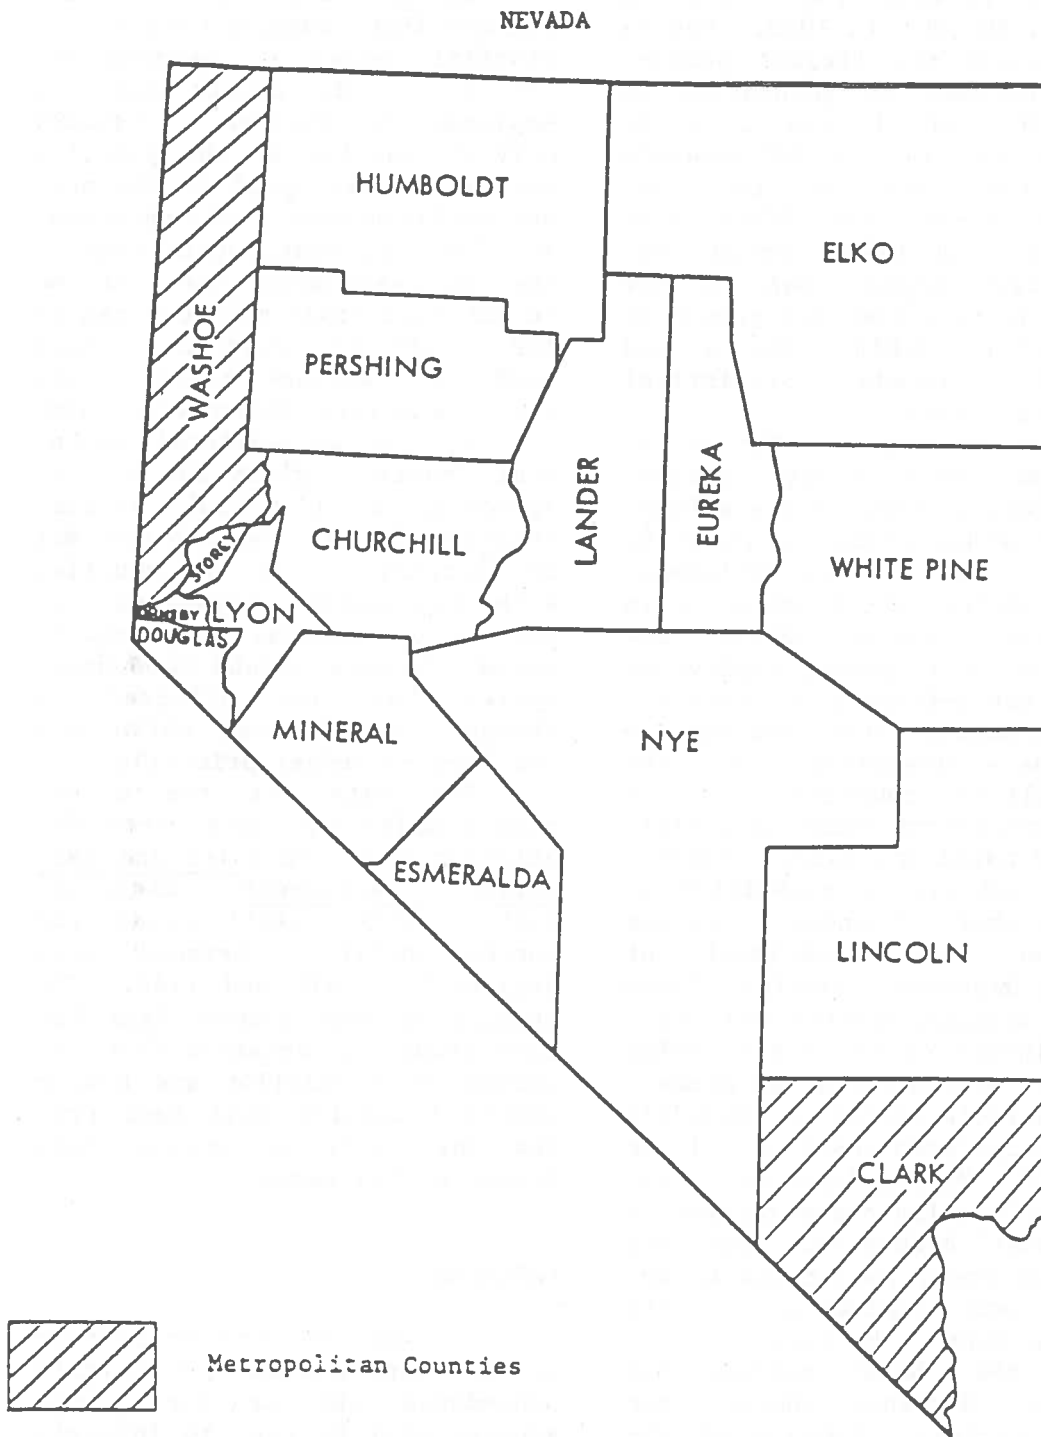 NEVADA
HUMBOLDT
ELKO
WASHOE
PERSHING
LANDER
EUREKA
CHURCHILL
STOREY
WHITE PINE
LYON
DOUGLAS
MINERAL
NYE
ESMERALDA
LINCOLN
CLARK
Metropolitan Counties